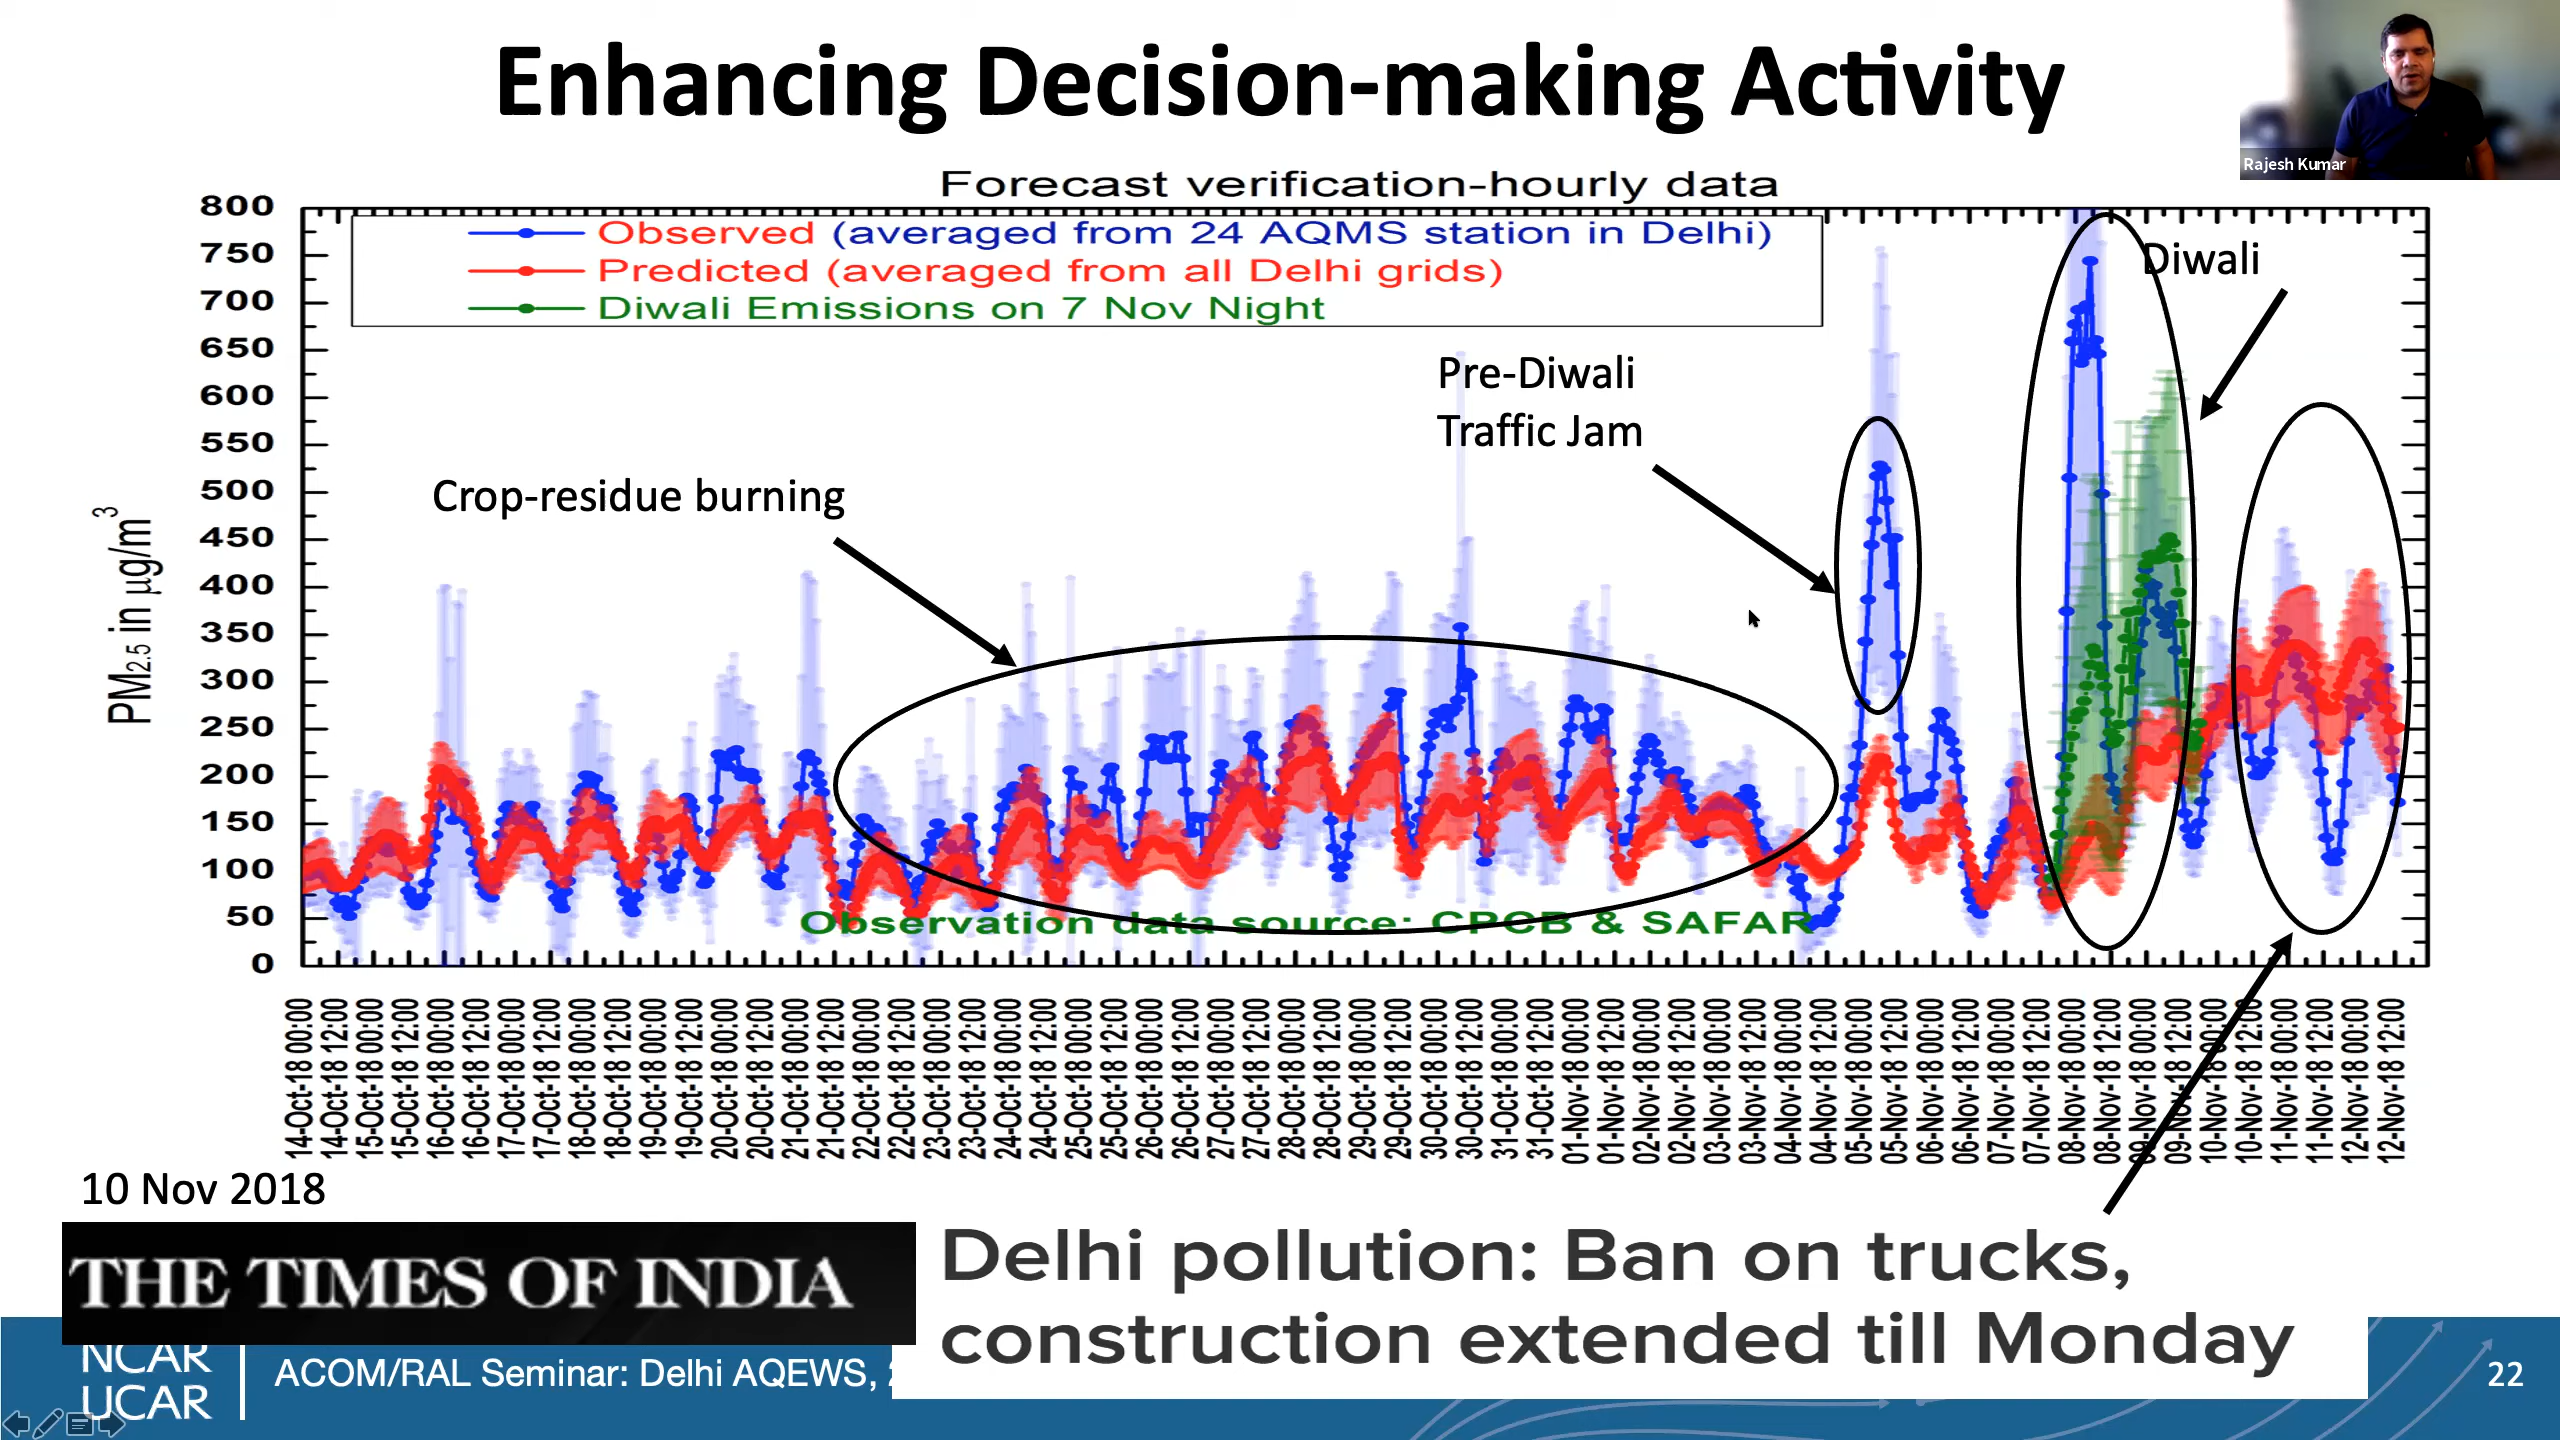 Enhancing Decision-making Activity
Rajesh Kumar
Forecast verification-hourly data
Observed (averaged from 24 AQMS station in Delhi)
Predicted (averaged from all Delhi grids)
Diwali Emissions on 7 Nov Night
Diwali
Pre-Diwali
Traffic Jam
Crop-residue burning
PM2.5 in µg/m3
800
750
700
650
600
550
500
450
400
350
300
250
200
150
100
50
0
Observation data source: CPCB & SAFAR
14-Oct-18 00:00
14-Oct-18 12:00
15-Oct-18 00:00
15-Oct-18 12:00
16-Oct-18 00:00
16-Oct-18 12:00
17-Oct-18 00:00
17-Oct-18 12:00
18-Oct-18 00:00
18-Oct-18 12:00
19-Oct-18 00:00
19-Oct-18 12:00
20-Oct-18 00:00
20-Oct-18 12:00
21-Oct-18 00:00
21-Oct-18 12:00
22-Oct-18 00:00
22-Oct-18 12:00
23-Oct-18 00:00
23-Oct-18 12:00
24-Oct-18 00:00
24-Oct-18 12:00
25-Oct-18 00:00
25-Oct-18 12:00
26-Oct-18 00:00
26-Oct-18 12:00
27-Oct-18 00:00
27-Oct-18 12:00
28-Oct-18 00:00
28-Oct-18 12:00
29-Oct-18 00:00
29-Oct-18 12:00
30-Oct-18 00:00
30-Oct-18 12:00
31-Oct-18 00:00
31-Oct-18 12:00
01-Nov-18 00:00
01-Nov-18 12:00
02-Nov-18 00:00
02-Nov-18 12:00
03-Nov-18 00:00
03-Nov-18 12:00
04-Nov-18 00:00
04-Nov-18 12:00
05-Nov-18 00:00
05-Nov-18 12:00
06-Nov-18 00:00
06-Nov-18 12:00
07-Nov-18 00:00
07-Nov-18 12:00
08-Nov-18 00:00
08-Nov-18 12:00
09-Nov-18 00:00
09-Nov-18 12:00
10-Nov-18 00:00
10-Nov-18 12:00
11-Nov-18 00:00
11-Nov-18 12:00
12-Nov-18 00:00
12-Nov-18 12:00
10 Nov 2018
THE TIMES OF INDIA
Delhi pollution: Ban on trucks,
construction extended till Monday
NCAR
UCAR
ACOM/RAL Seminar: Delhi AQEWS,
22